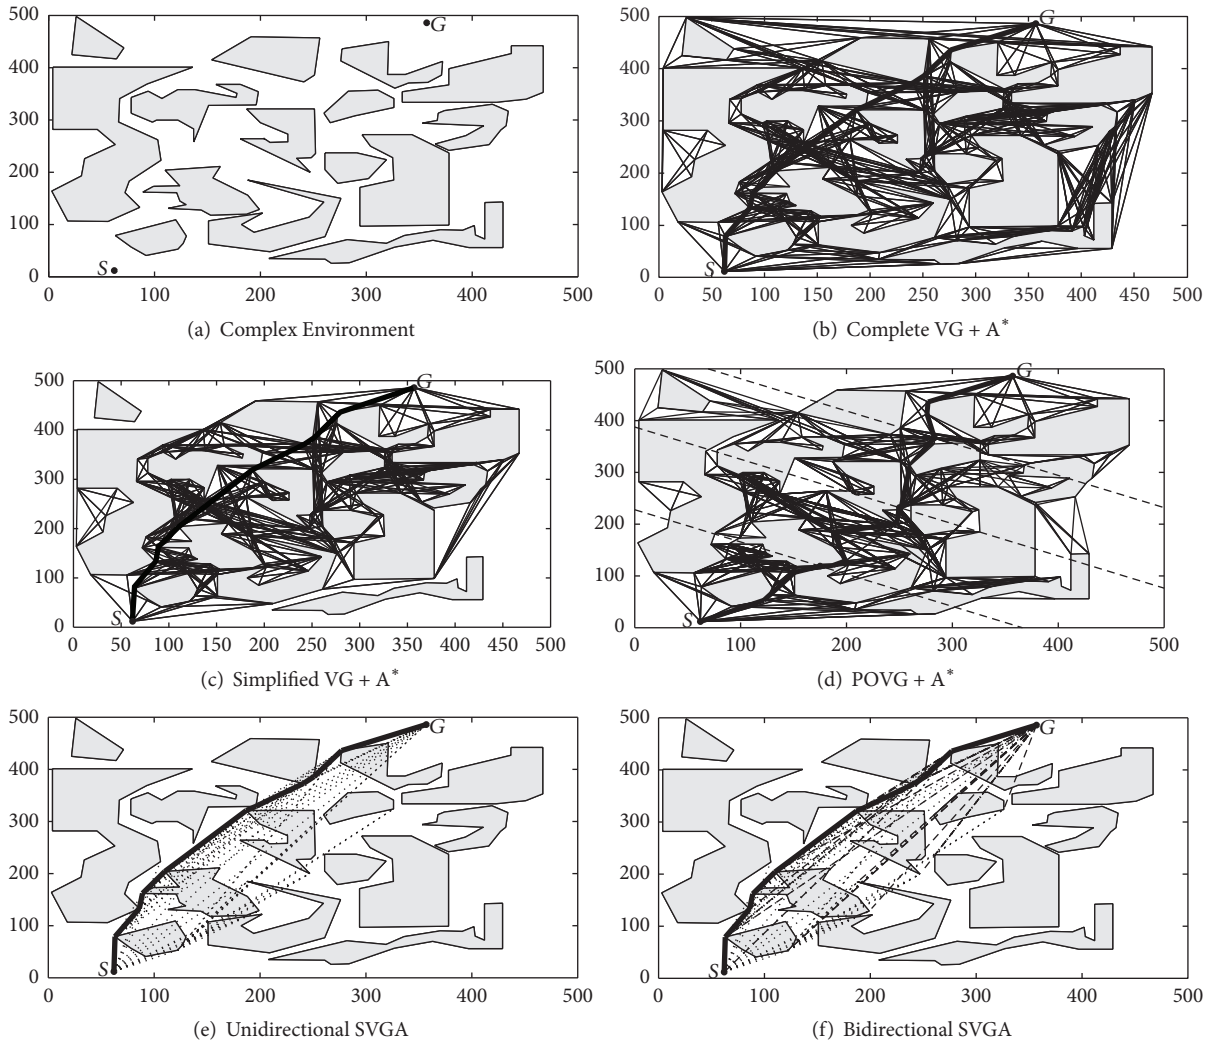 500
400
300
200
100
0
0 100 200 300 400 500
G
S
(a) Complex Environment
500
400
300
200
100
0
0 50 100 150 200 250 300 350 400 450 500
G
S
(b) Complete VG + A*
500
400
300
200
100
0
0 50 100 150 200 250 300 350 400 450 500
G
S
(c) Simplified VG + A*
500
400
300
200
100
0
0 100 200 300 400 500
G
S
(d) POVG + A*
500
400
300
200
100
0
0 100 200 300 400 500
G
S
(e) Unidirectional SVGA
500
400
300
200
100
0
0 100 200 300 400 500
G
S
(f) Bidirectional SVGA